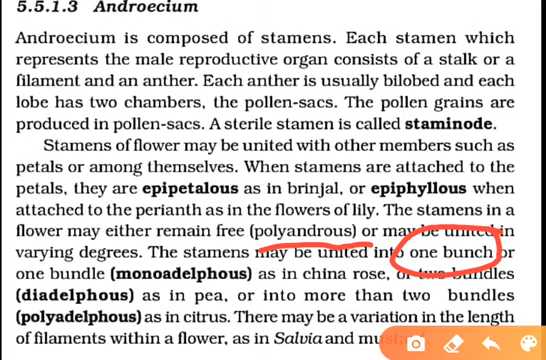 5.5.1.3 Androecium
Androecium is composed of stamens. Each stamen which
represents the male reproductive organ consists of a stalk or a
filament and an anther. Each anther is usually bilobed and each
lobe has two chambers, the pollen-sacs. The pollen grains are
produced in pollen-sacs. A sterile stamen is called staminode.
Stamens of flower may be united with other members such as
petals or among themselves. When stamens are attached to the
petals, they are epipetalous as in brinjal, or epiphyllous when
attached to the perianth as in the flowers of lily. The stamens in a
flower may either remain free (polyandrous) or may be united in
varying degrees. The stamens may be united into one bunch or
one bundle (monoadelphous) as in china rose, or two bundles
(diadelphous) as in pea, or into more than two bundles
(polyadelphous) as in citrus. There may be a variation in the length
of filaments within a flower, as in Salvia and